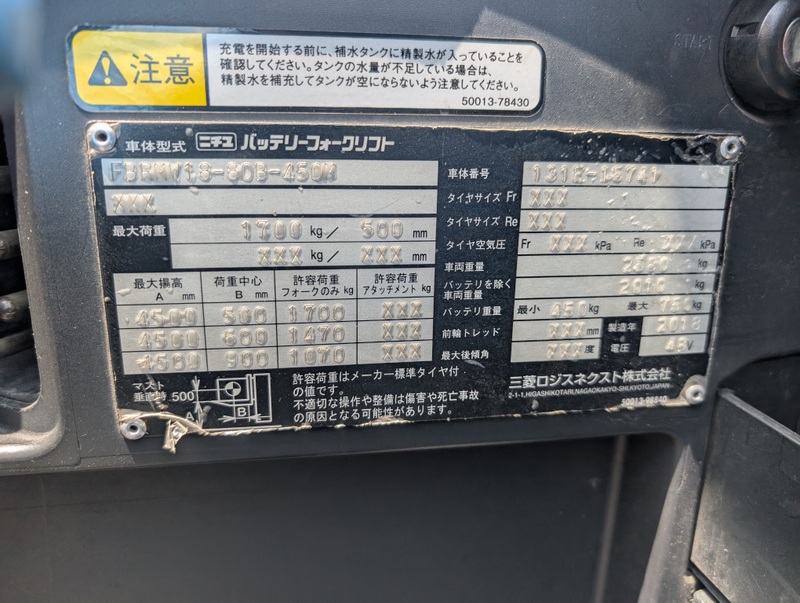 START
注意
充電を開始する前に、補水タンクに精製水が入っていることを
確認してください。タンクの水量が不足している場合は、
精製水を補充してタンクが空にならないよう注意してください。
50013-78430
車体型式 ニチユ バッテリーフォークリフト
XXX
最大荷重 1700 kg／ 500 mm
XXX kg／ XXX mm
最大揚高 A mm 荷重中心 B mm 許容荷重 フォークのみ kg 許容荷重 アタッチメント kg
4500 500 1700 XXX
4500 600 1470 XXX
4500 900 1070 XXX
マスト垂直時 500 A B
許容荷重はメーカー標準タイヤ付
の値です。
不適切な操作や整備は傷害や死亡事故
の原因となる可能性があります。
車体番号
タイヤサイズ Fr XXX
タイヤサイズ Re XXX
タイヤ空気圧 Fr XXX kPa Re kPa
車両重量 kg
バッテリを除く車両重量 2010 kg
バッテリ重量 最小 450 kg 最大 kg
前輪トレッド XXX mm 製造年 2018
最大後傾角 XXX 度 電圧 48 V
三菱ロジスネクスト株式会社
2-1-1,HIGASHIKOTARI,NAGAOKAKYO-SHI,KYOTO,JAPAN
50013-98840